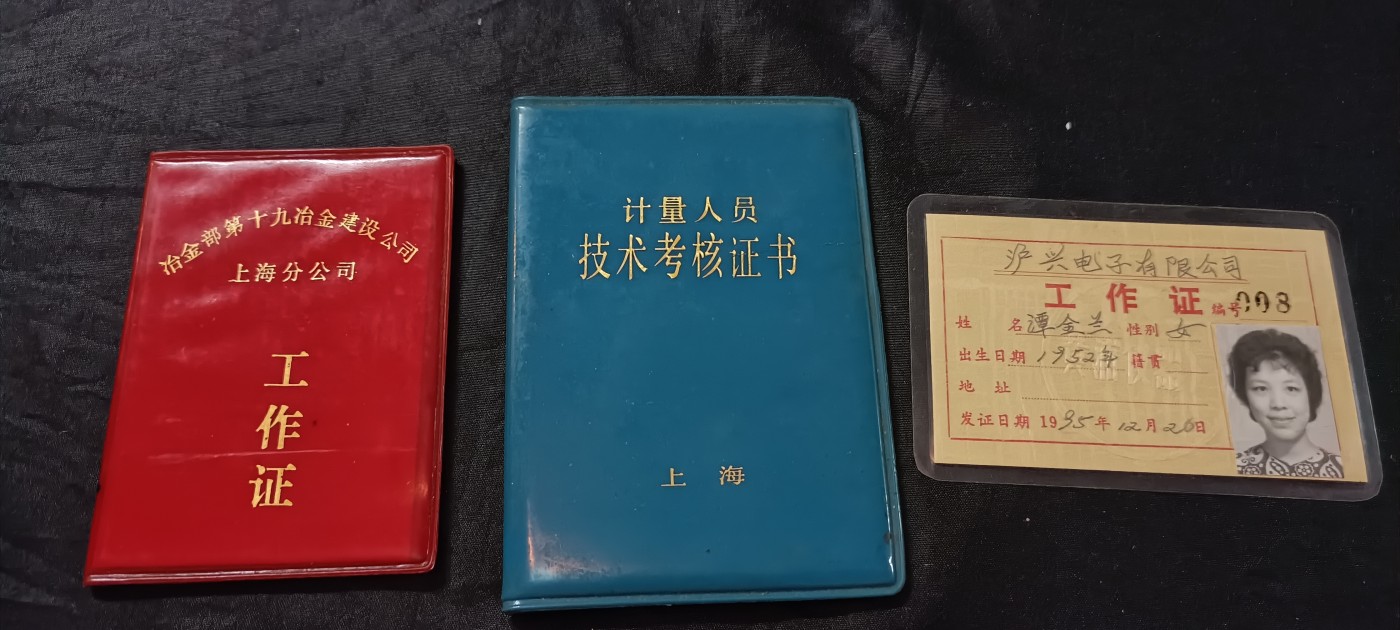 冶金部第十九冶金建设公司
上海分公司
工
作
证
计量人员
技术考核证书
上海
沪兴电子有限公司
工作证 编号 008
姓名 潭金兰 性别 女
出生日期 1952年 籍贯
地址
发证日期 1995年12月26日